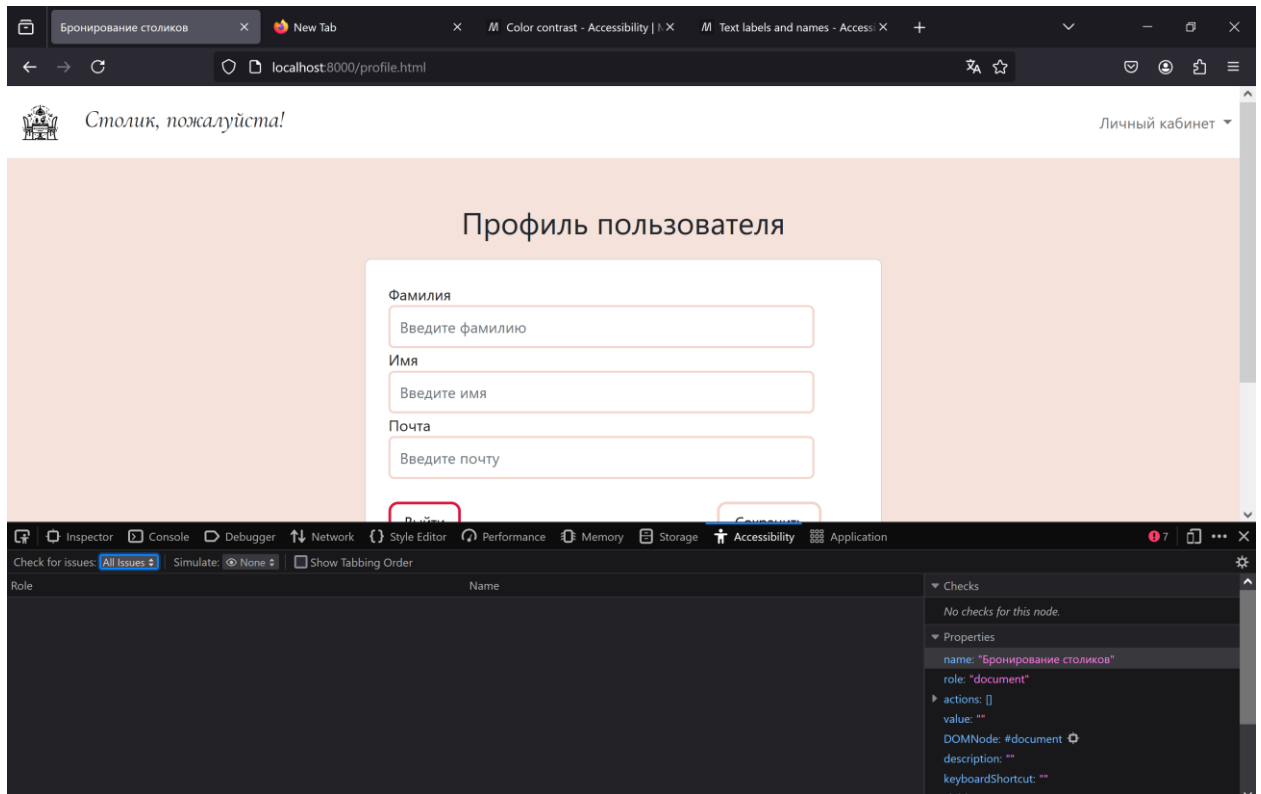 Бронирование столиков New Tab Color contrast - Accessibility | Text labels and names - Access
localhost:8000/profile.html
Столик, пожалуйста! Личный кабинет
Профиль пользователя
Фамилия
Введите фамилию
Имя
Введите имя
Почта
Введите почту
Выйти Сохранить
Inspector Console Debugger Network Style Editor Performance Memory Storage Accessibility Application 7
Check for issues: All Issues Simulate: None Show Tabbing Order
Role Name Checks
No checks for this node.
Properties
name: "Бронирование столиков"
role: "document"
actions: []
value: ""
DOMNode: #document
description: ""
keyboardShortcut: ""